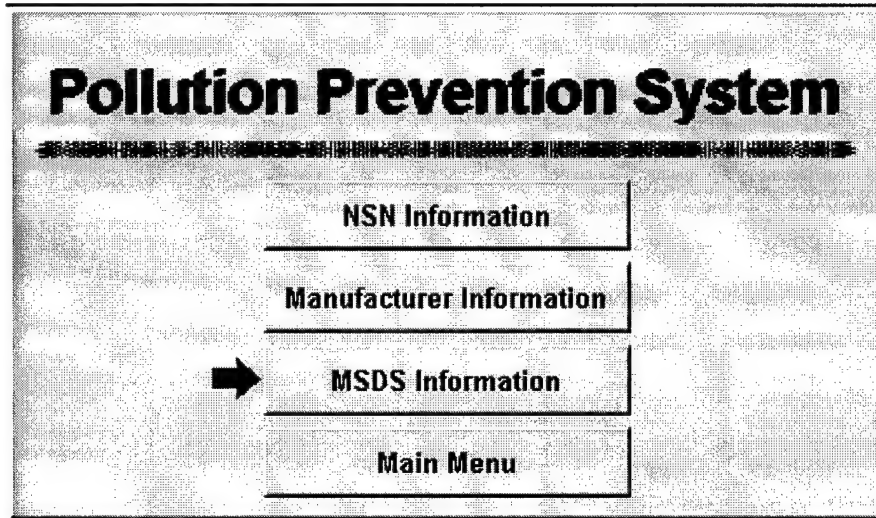 Pollution Prevention System
NSN Information
Manufacturer Information
MSDS Information
Main Menu